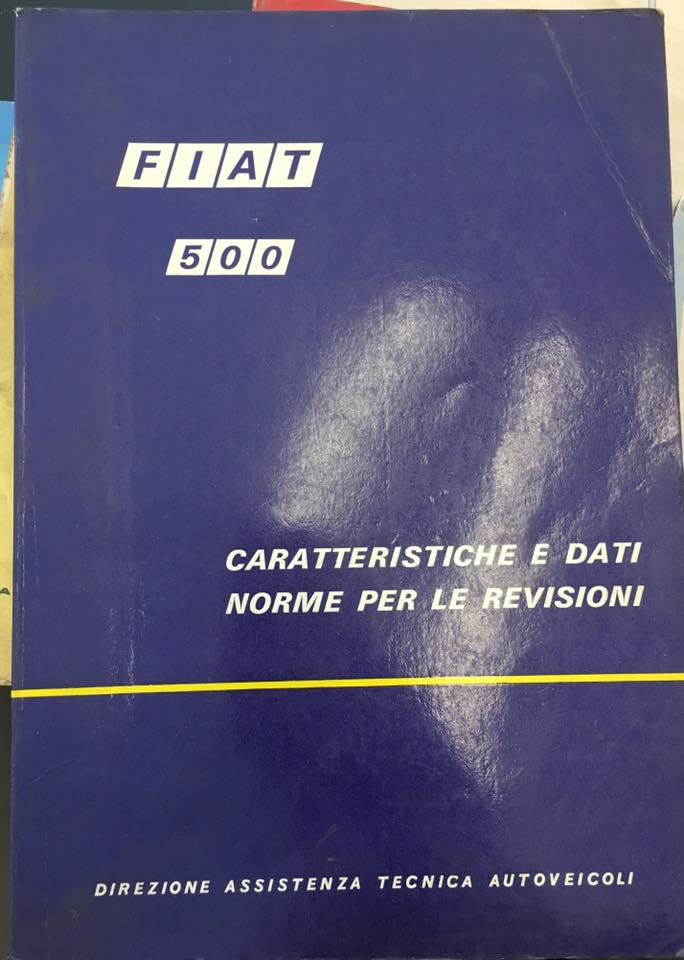 FIAT
500
CARATTERISTICHE E DATI
NORME PER LE REVISIONI
DIREZIONE ASSISTENZA TECNICA AUTOVEICOLI
A